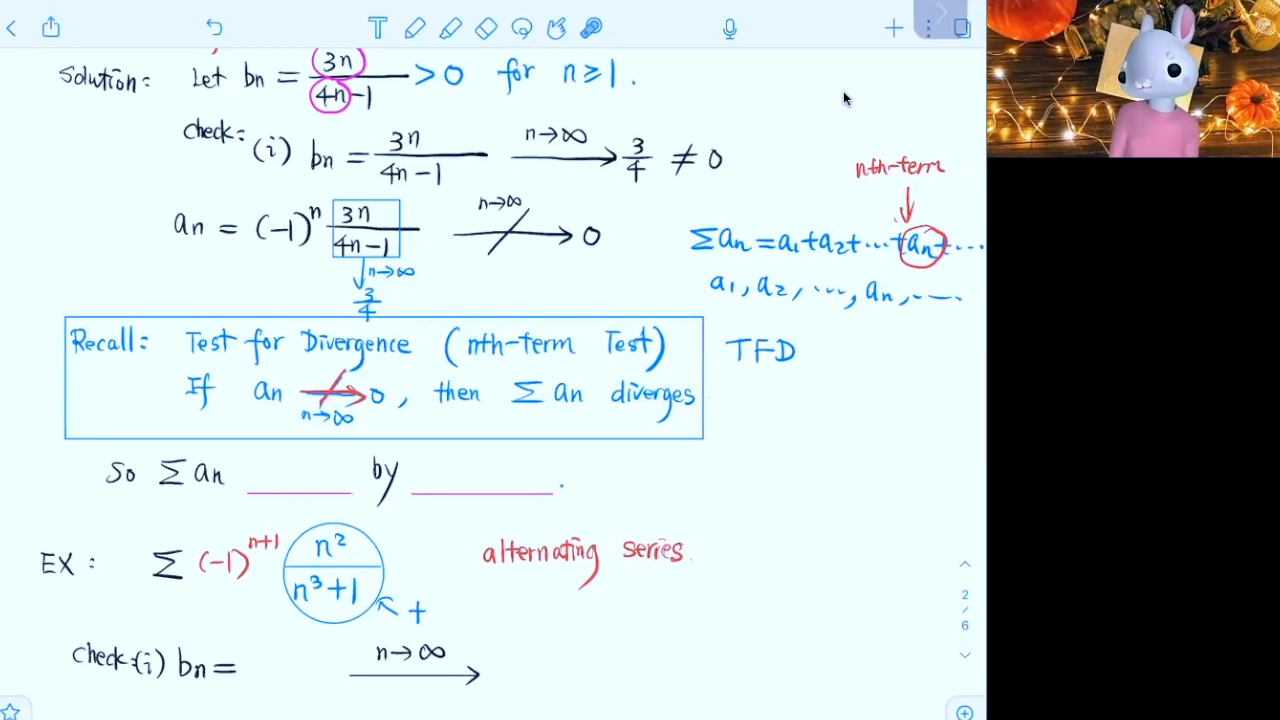 Solution: Let bn = 3n / 4n-1 > 0 for n ≥ 1.
check: (i) bn = 3n / 4n-1 n→∞ 3/4 ≠ 0
nth-term
an = (-1)^n 3n / 4n-1 n→∞ 0
n→∞
3/4
Σan = a1+a2+...+an+...
a1, a2, ..., an, ...
Recall: Test for Divergence (nth-term Test) TFD
If an → 0, then Σ an diverges
n→∞
So Σ an ______ by ______.
EX: Σ (-1)^n+1 n²/n³+1 alternating series.
+
check:(i) bn = n→∞
2
/
6